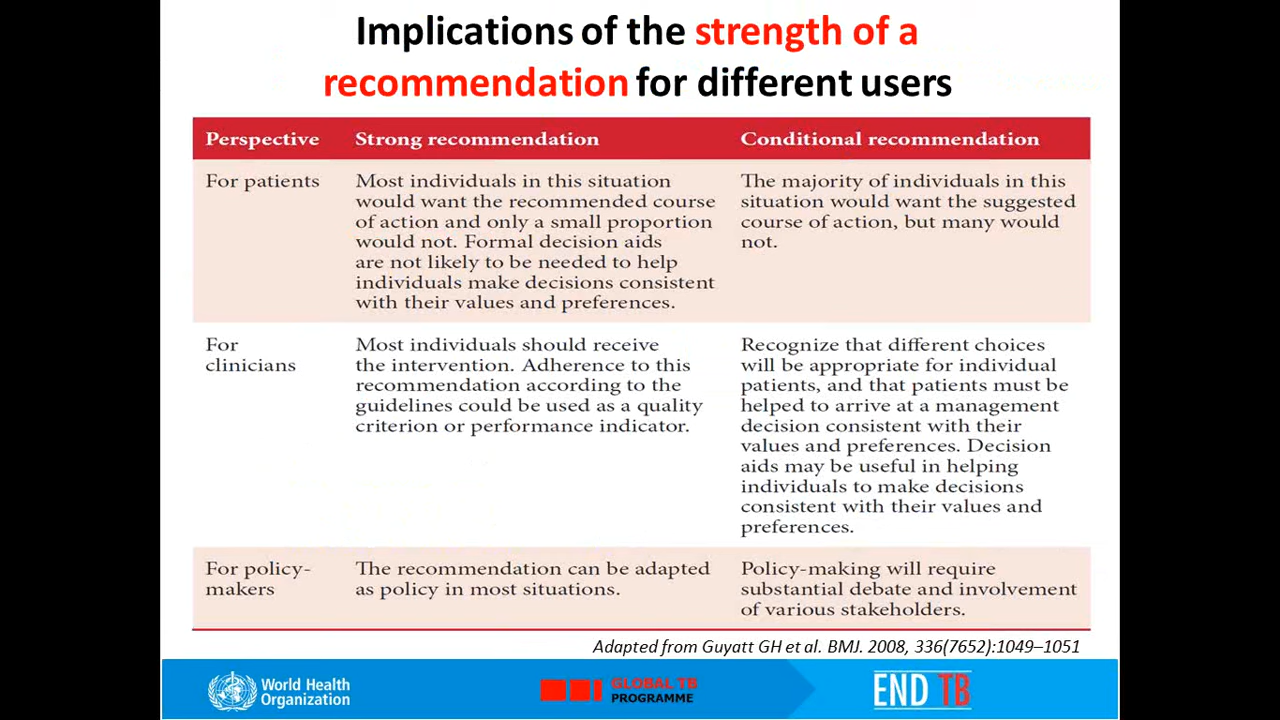 Implications of the strength of a
recommendation for different users
Perspective Strong recommendation Conditional recommendation
For patients
Most individuals in this situation
would want the recommended course
of action and only a small proportion
would not. Formal decision aids
are not likely to be needed to help
individuals make decisions consistent
with their values and preferences.
The majority of individuals in this
situation would want the suggested
course of action, but many would
not.
For
clinicians
Most individuals should receive
the intervention. Adherence to this
recommendation according to the
guidelines could be used as a quality
criterion or performance indicator.
Recognize that different choices
will be appropriate for individual
patients, and that patients must be
helped to arrive at a management
decision consistent with their
values and preferences. Decision
aids may be useful in helping
individuals to make decisions
consistent with their values and
preferences.
For policy-
makers
The recommendation can be adapted
as policy in most situations.
Policy-making will require
substantial debate and involvement
of various stakeholders.
Adapted from Guyatt GH et al. BMJ. 2008, 336(7652):1049–1051
World Health
Organization
GLOBAL TB
PROGRAMME
END TB